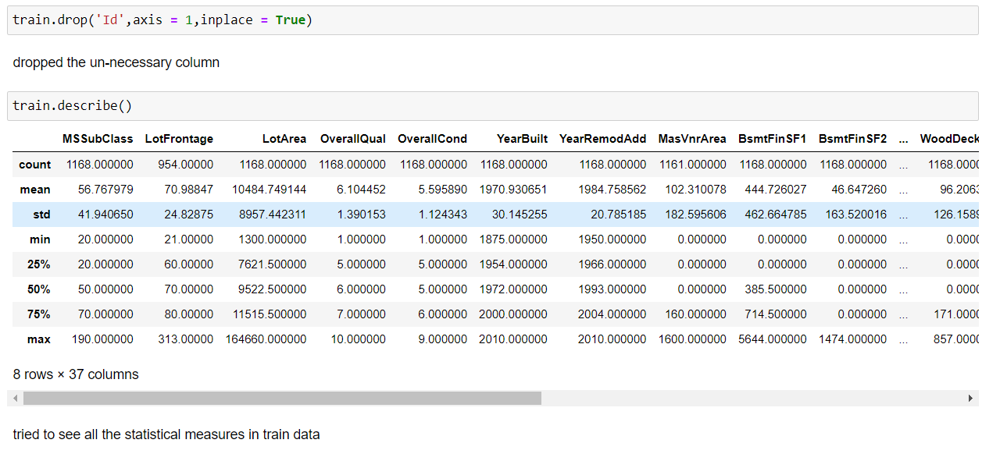 train.drop('Id',axis = 1,inplace = True)
dropped the un-necessary column
train.describe()
MSSubClass LotFrontage LotArea OverallQual OverallCond YearBuilt YearRemodAdd MasVnrArea BsmtFinSF1 BsmtFinSF2 ... WoodDeck
count 1168.000000 954.00000 1168.000000 1168.000000 1168.000000 1168.000000 1168.000000 1161.000000 1168.000000 1168.000000 ... 1168.0000
mean 56.767979 70.98847 10484.749144 6.104452 5.595890 1970.930651 1984.758562 102.310078 444.726027 46.647260 ... 96.2063
std 41.940650 24.82875 8957.442311 1.390153 1.124343 30.145255 20.785185 182.595606 462.664785 163.520016 ... 126.1589
min 20.000000 21.00000 1300.000000 1.000000 1.000000 1875.000000 1950.000000 0.000000 0.000000 0.000000 ... 0.0000
25% 20.000000 60.00000 7621.500000 5.000000 5.000000 1954.000000 1966.000000 0.000000 0.000000 0.000000 ... 0.0000
50% 50.000000 70.00000 9522.500000 6.000000 5.000000 1972.000000 1993.000000 0.000000 385.500000 0.000000 ... 0.0000
75% 70.000000 80.00000 11515.500000 7.000000 6.000000 2000.000000 2004.000000 160.000000 714.500000 0.000000 ... 171.0000
max 190.000000 313.00000 164660.000000 10.000000 9.000000 2010.000000 2010.000000 1600.000000 5644.000000 1474.000000 ... 857.0000
8 rows × 37 columns
tried to see all the statistical measures in train data